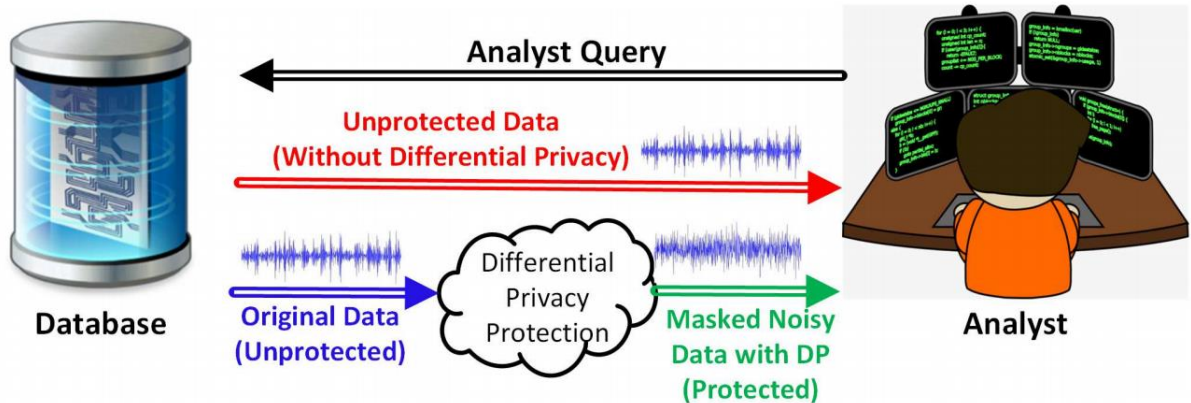 Analyst Query
Unprotected Data
(Without Differential Privacy)
Differential
Privacy
Protection
Database
Original Data
(Unprotected)
Masked Noisy
Data with DP
(Protected)
Analyst